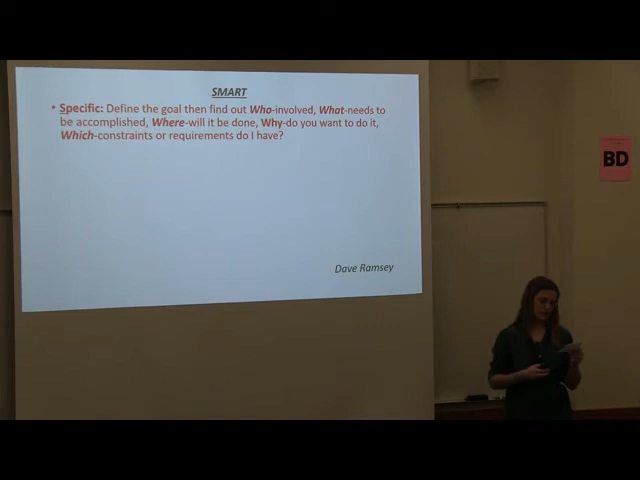 SMART
• Specific: Define the goal then find out Who-involved, What-needs to
be accomplished, Where-will it be done, Why-do you want to do it,
Which-constraints or requirements do I have?
Dave Ramsey
BD